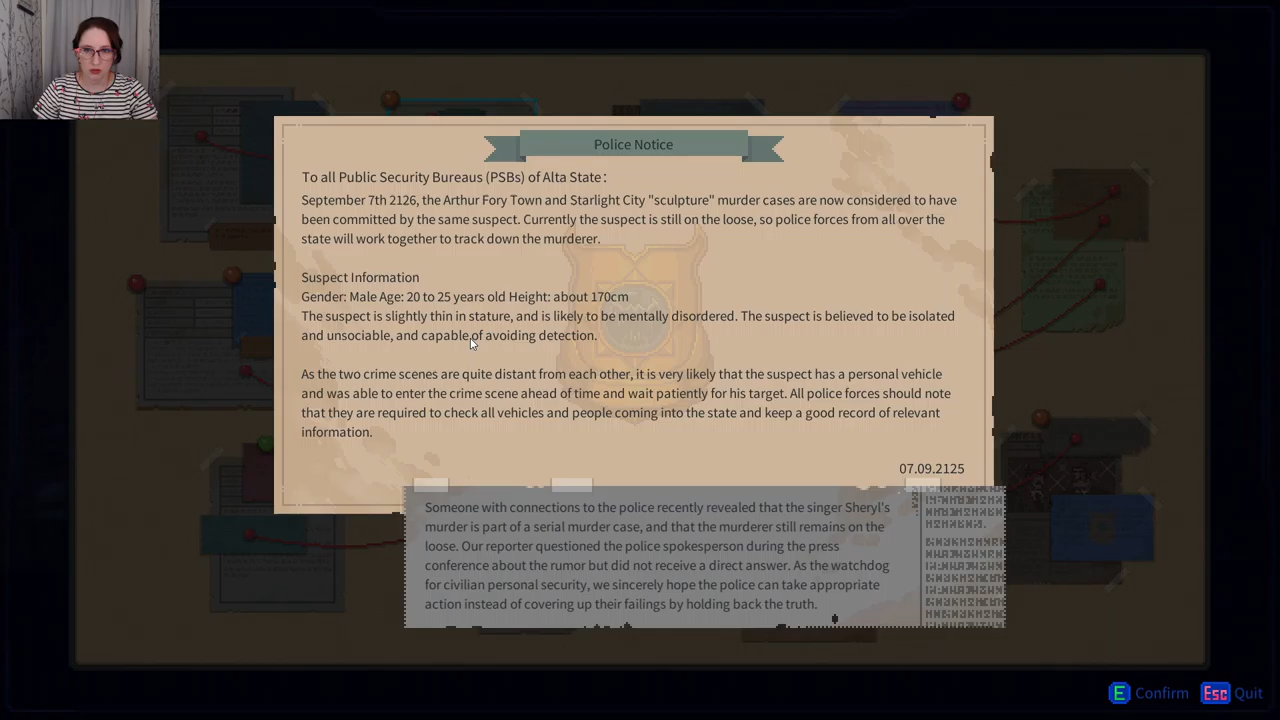 Police Notice
To all Public Security Bureaus (PSBs) of Alta State:
September 7th 2126, the Arthur Fory Town and Starlight City "sculpture" murder cases are now considered to have
been committed by the same suspect. Currently the suspect is still on the loose, so police forces from all over the
state will work together to track down the murderer.
Suspect Information
Gender: Male Age: 20 to 25 years old Height: about 170cm
The suspect is slightly thin in stature, and is likely to be mentally disordered. The suspect is believed to be isolated
and unsociable, and capable of avoiding detection.
As the two crime scenes are quite distant from each other, it is very likely that the suspect has a personal vehicle
and was able to enter the crime scene ahead of time and wait patiently for his target. All police forces should note
that they are required to check all vehicles and people coming into the state and keep a good record of relevant
information.
07.09.2125
Someone with connections to the police recently revealed that the singer Sheryl's
murder is part of a serial murder case, and that the murderer still remains on the
loose. Our reporter questioned the police spokesperson during the press
conference about the rumor but did not receive a direct answer. As the watchdog
for civilian personal security, we sincerely hope the police can take appropriate
action instead of covering up their failings by holding back the truth.
E Confirm Esc Quit